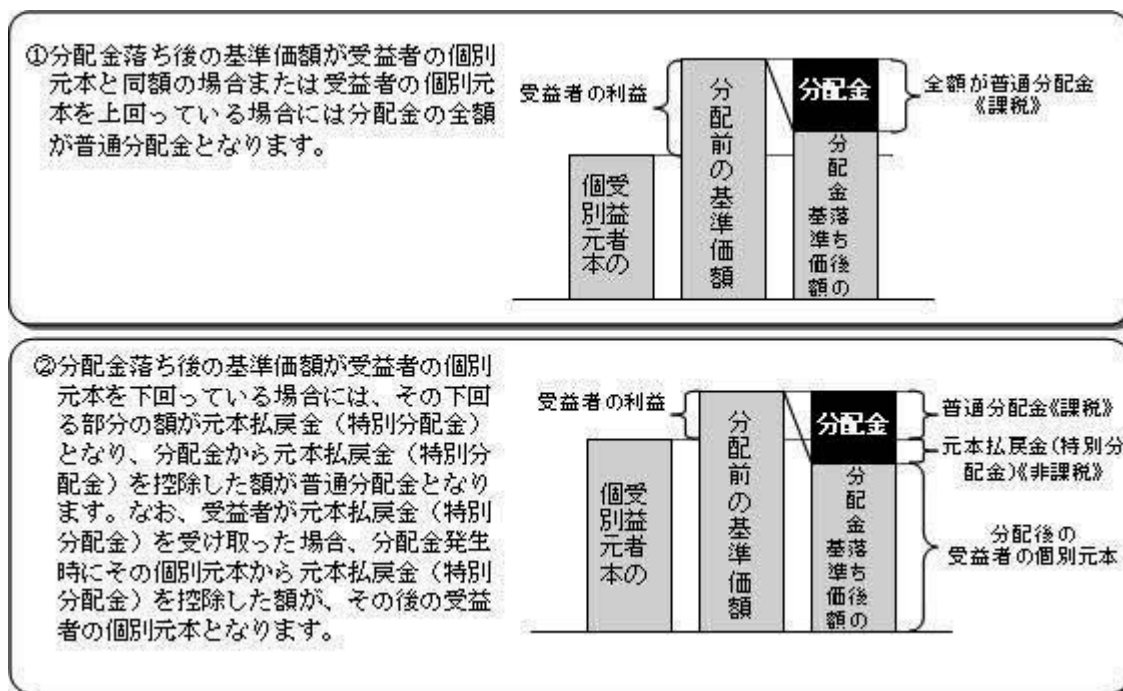 ①分配金落ち後の基準価額が受益者の個別
元本と同額の場合または受益者の個別元
本を上回っている場合には分配金の全額
が普通分配金となります。
受益者の利益
受益者の
個別元本
分配前の基準価額
分配金
分配金落ち後の
基準価額
全額が普通分配金
《課税》
②分配金落ち後の基準価額が受益者の個別
元本を下回っている場合には、その下回
る部分の額が元本払戻金（特別分配金）
となり、分配金から元本払戻金（特別分
配金）を控除した額が普通分配金となり
ます。なお、受益者が元本払戻金（特別
分配金）を受け取った場合、分配金発生
時にその個別元本から元本払戻金（特別
分配金）を控除した額が、その後の受益
者の個別元本となります。
受益者の利益
受益者の
個別元本
分配前の基準価額
分配金
分配金落ち後の
基準価額
普通分配金《課税》
元本払戻金(特別分
配金)《非課税》
分配後の
受益者の個別元本